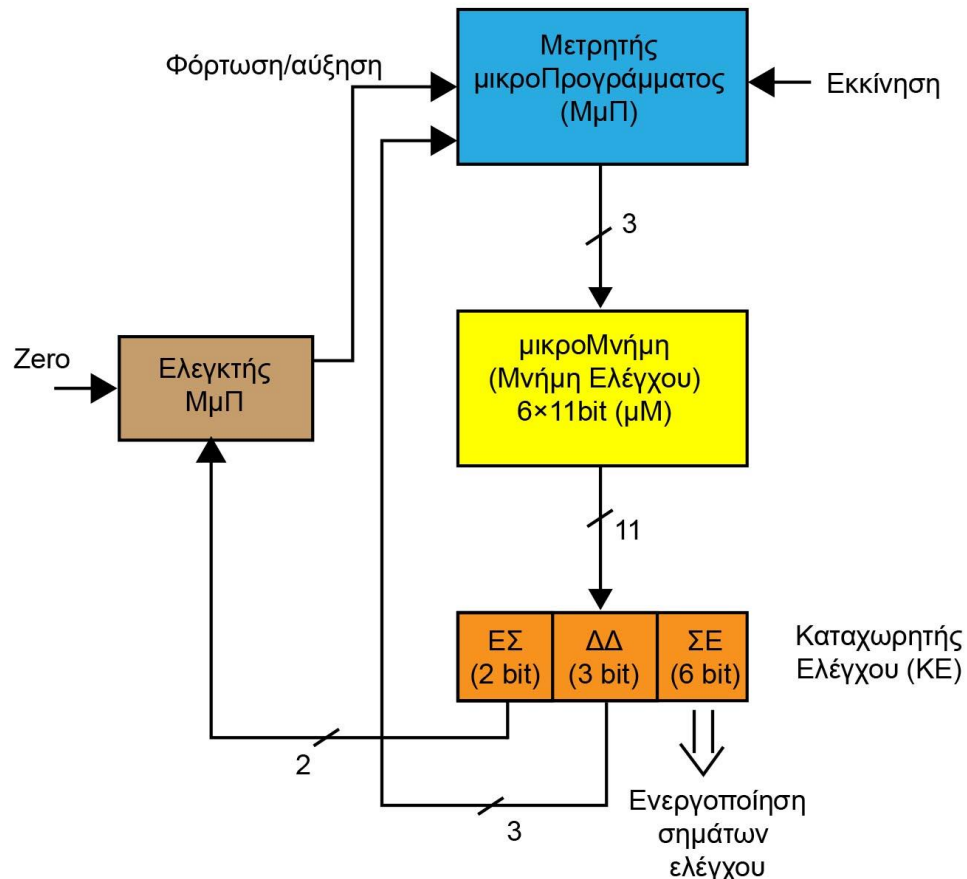 Μετρητής
μικροΠρογράμματος
(ΜμΠ)
Φόρτωση/αύξηση
Εκκίνηση
3
μικροΜνήμη
(Μνήμη Ελέγχου)
6×11bit (μΜ)
Zero
Ελεγκτής
ΜμΠ
11
ΕΣ
(2 bit)
ΔΔ
(3 bit)
ΣΕ
(6 bit)
Καταχωρητής
Ελέγχου (ΚΕ)
2
3
Ενεργοποίηση
σημάτων
ελέγχου